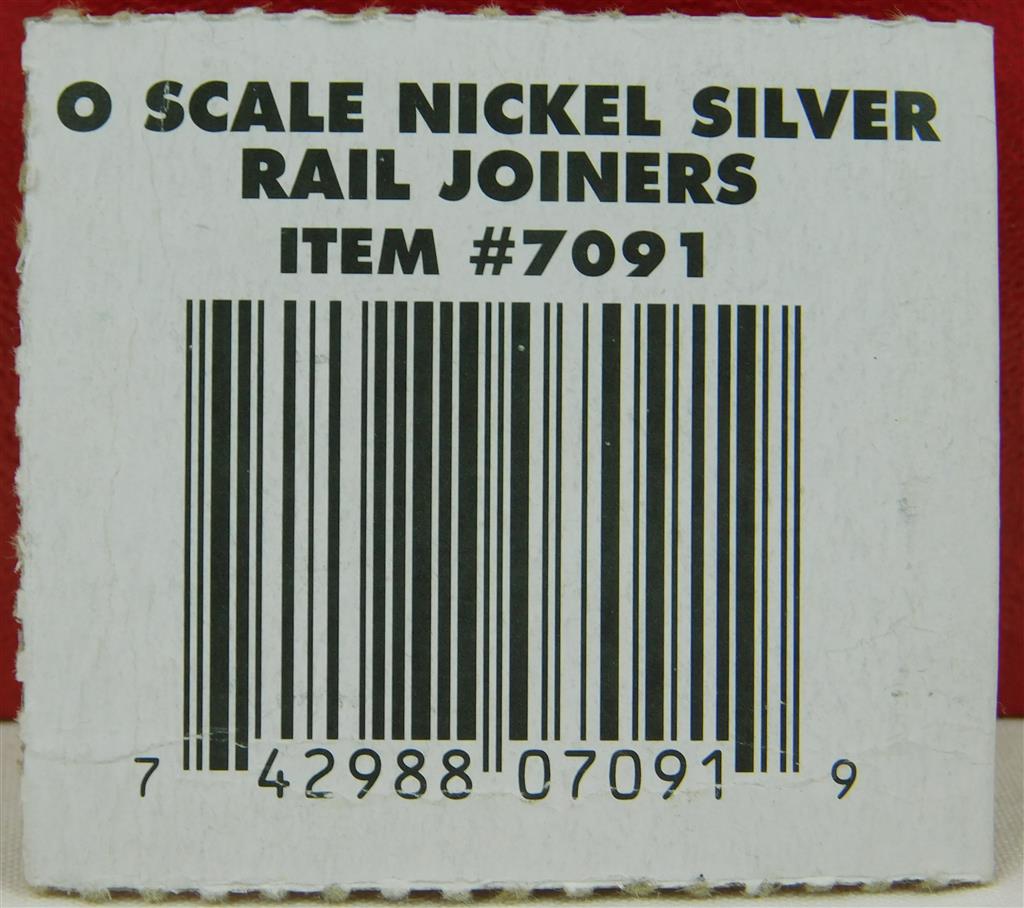 O SCALE NICKEL SILVER
RAIL JOINERS
ITEM #7091
7 42988 07091 9